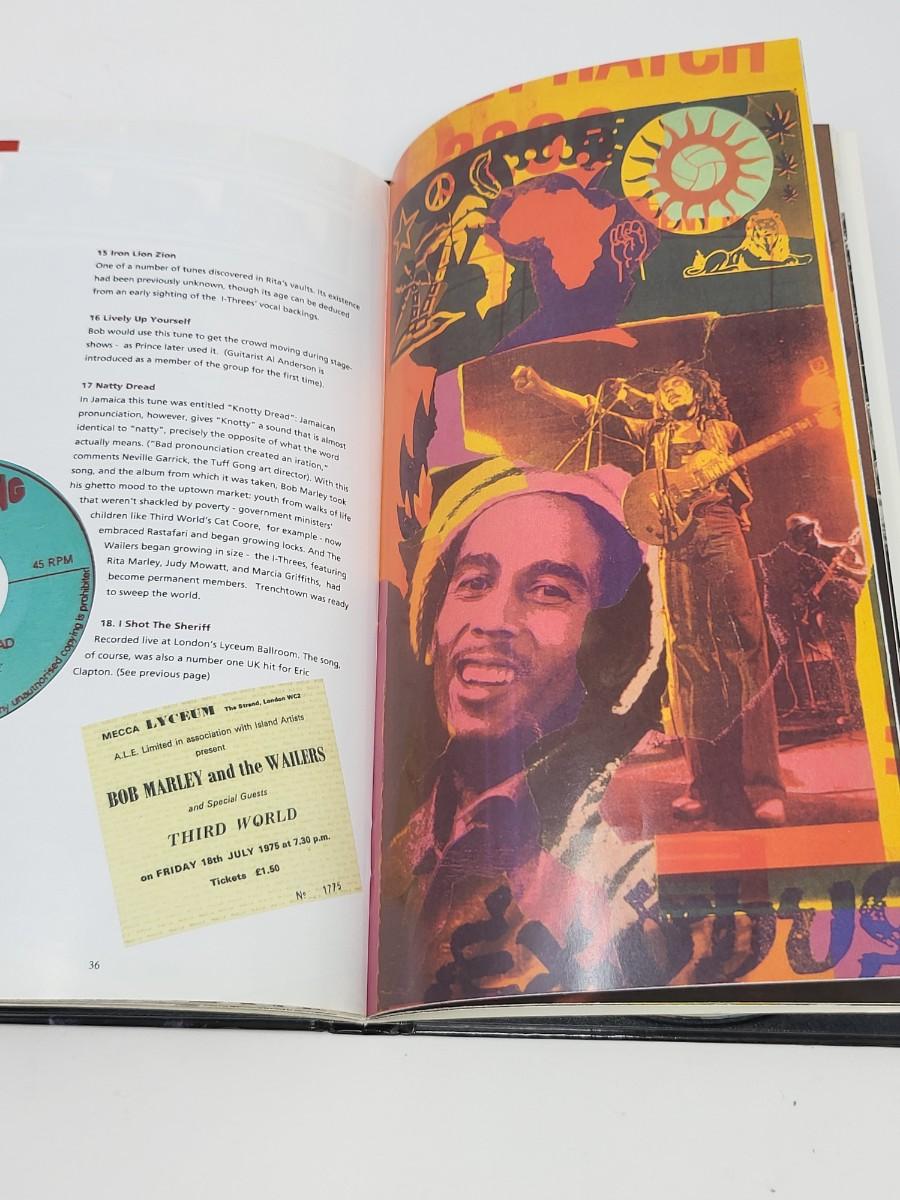 15 Iron Lion Zion
One of a number of tunes discovered in Rita's vaults. Its existence
had been previously unknown, though its age can be deduced
from an early sighting of the I-Threes' vocal backings.
16 Lively Up Yourself
Bob would use this tune to get the crowd moving during stage-
shows - as Prince later used it. (Guitarist Al Anderson is
introduced as a member of the group for the first time).
17 Natty Dread
In Jamaica this tune was entitled "Knotty Dread": Jamaican
pronunciation, however, gives "Knotty" a sound that is almost
identical to "natty", precisely the opposite of what the word
actually means. ("Bad pronounciation created an iration,"
comments Neville Garrick, the Tuff Gong art director). With this
song, and the album from which it was taken, Bob Marley took
his ghetto mood to the uptown market: youth from walks of life
that weren't shackled by poverty - government ministers'
children like Third World's Cat Coore, for example - now
embraced Rastafari and began growing locks. And The
Wailers began growing in size - the I-Threes, featuring
Rita Marley, Judy Mowatt, and Marcia Griffiths, had
become permanent members. Trenchtown was ready
to sweep the world.
18. I Shot The Sheriff
Recorded live at London's Lyceum Ballroom. The song,
of course, was also a number one UK hit for Eric
Clapton. (See previous page)
45 RPM
AD
unauthorised copying is prohibited
MECCA LYCEUM The Strand, London WC2
A.L.E. Limited in association with Island Artists
present
BOB MARLEY and the WAILERS
and Special Guests
THIRD WORLD
on FRIDAY 18th JULY 1975 at 7.30 p.m.
Tickets £1.50
No 1775
36
EXODUS